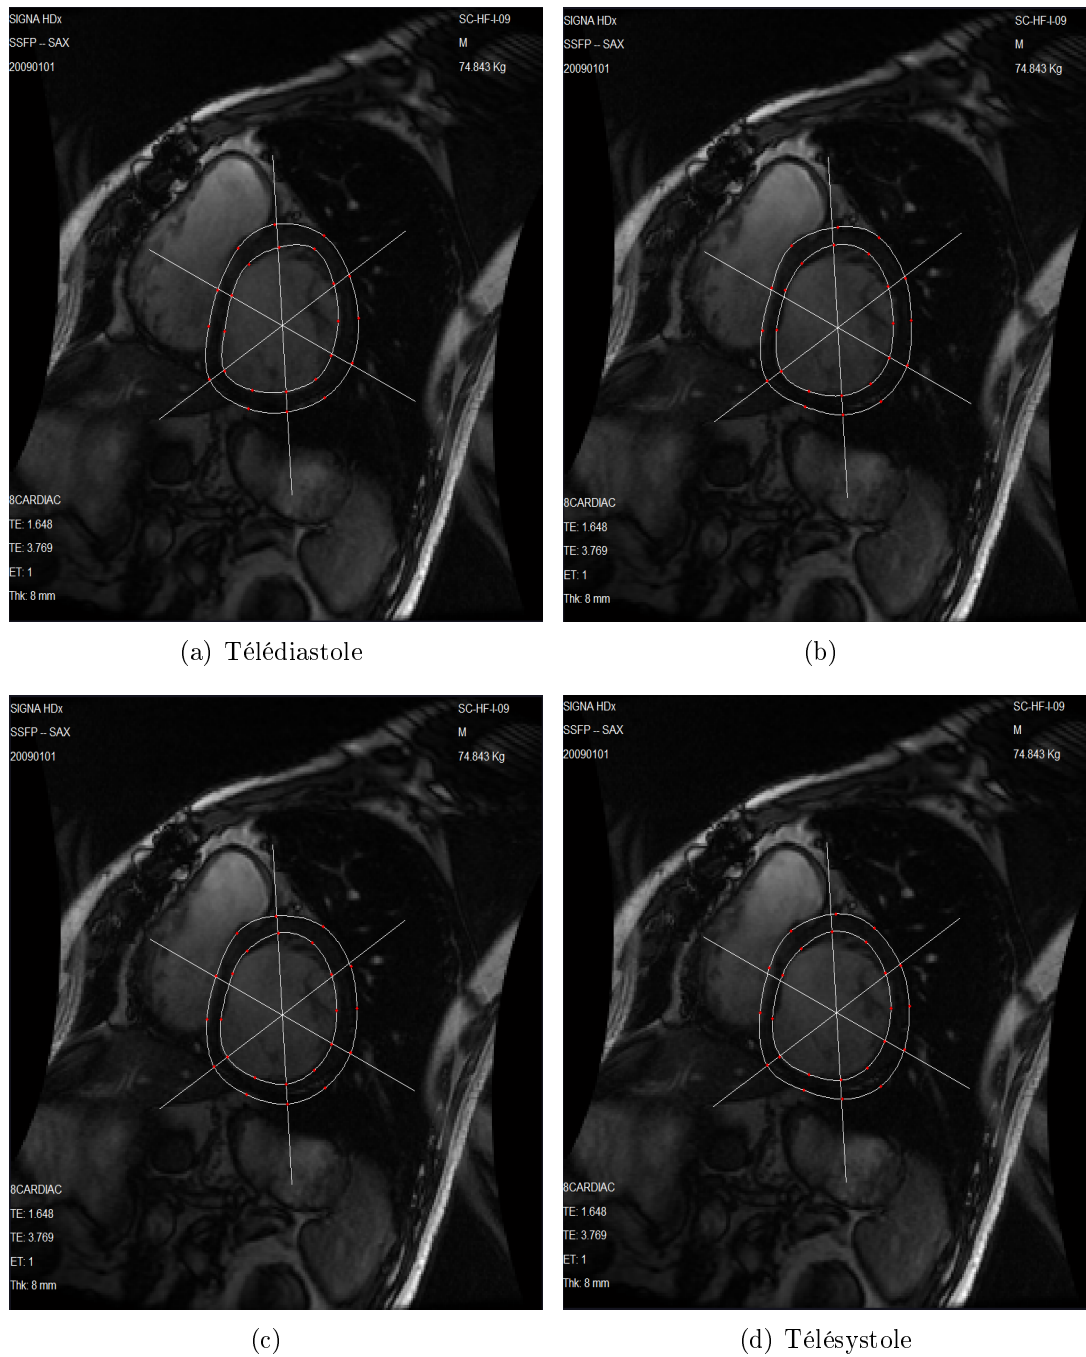 SIGNA HDx
SSFP -- SAX
20090101
SC-HF-I-09
M
74.843 Kg
8CARDIAC
TE: 1.648
TE: 3.769
ET: 1
Thk: 8 mm
(a) Télédiastole
SIGNA HDx
SSFP -- SAX
20090101
SC-HF-I-09
M
74.843 Kg
8CARDIAC
TE: 1.648
TE: 3.769
ET: 1
Thk: 8 mm
(b)
SIGNA HDx
SSFP -- SAX
20090101
SC-HF-I-09
M
74.843 Kg
8CARDIAC
TE: 1.648
TE: 3.769
ET: 1
Thk: 8 mm
(c)
SIGNA HDx
SSFP -- SAX
20090101
SC-HF-I-09
M
74.843 Kg
8CARDIAC
TE: 1.648
TE: 3.769
ET: 1
Thk: 8 mm
(d) Télésystole